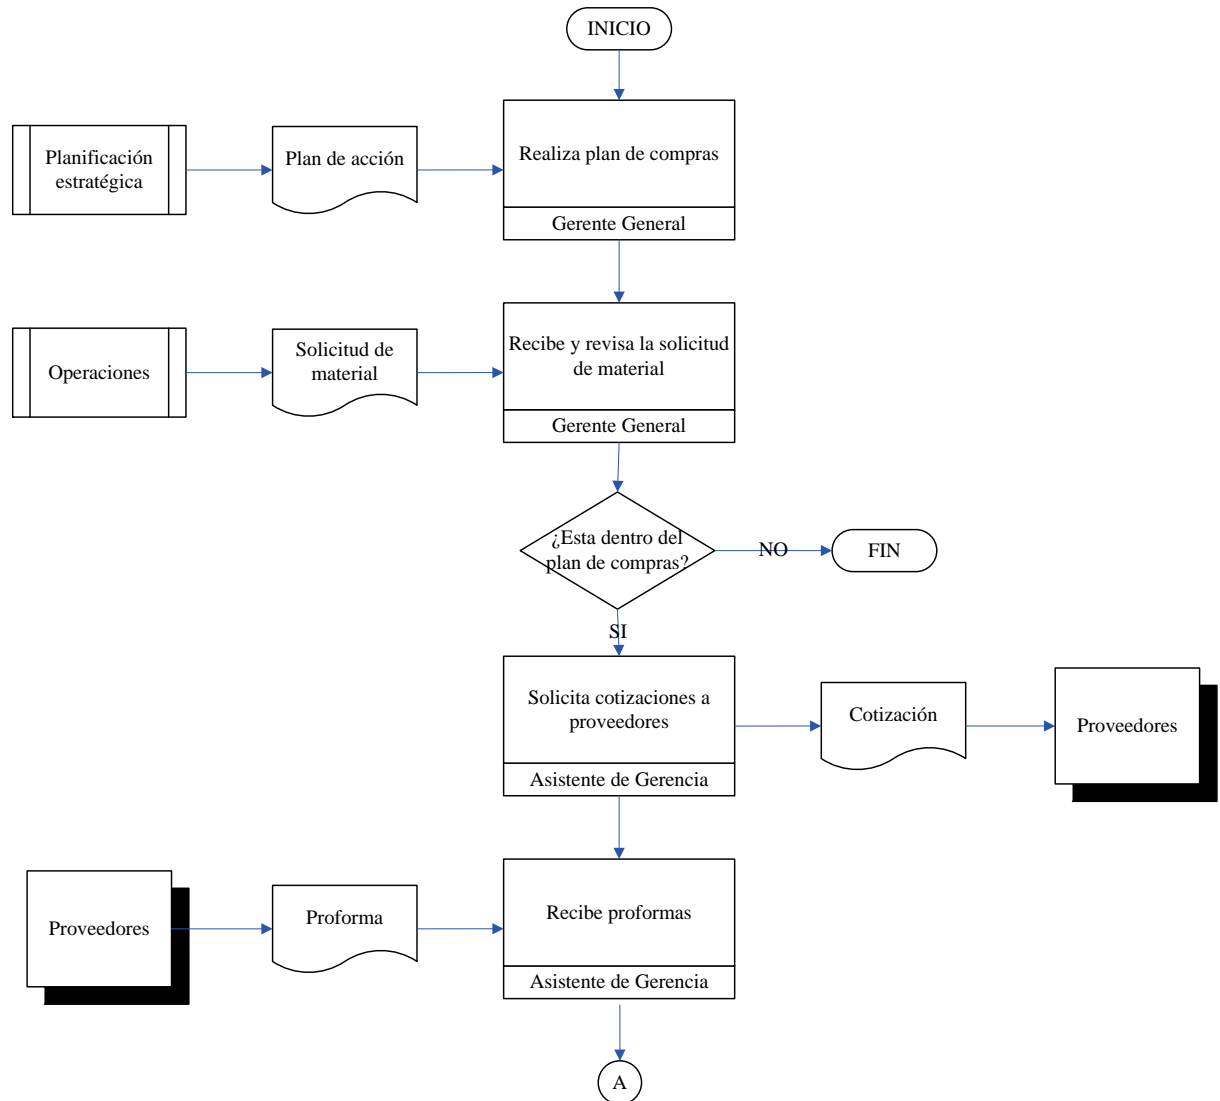 INICIO
Planificación
estratégica
Plan de acción
Realiza plan de compras
Gerente General
Operaciones
Solicitud de
material
Recibe y revisa la solicitud
de material
Gerente General
¿Esta dentro del
plan de compras?
NO
FIN
SI
Solicita cotizaciones a
proveedores
Asistente de Gerencia
Cotización
Proveedores
Proveedores
Proforma
Recibe proformas
Asistente de Gerencia
A